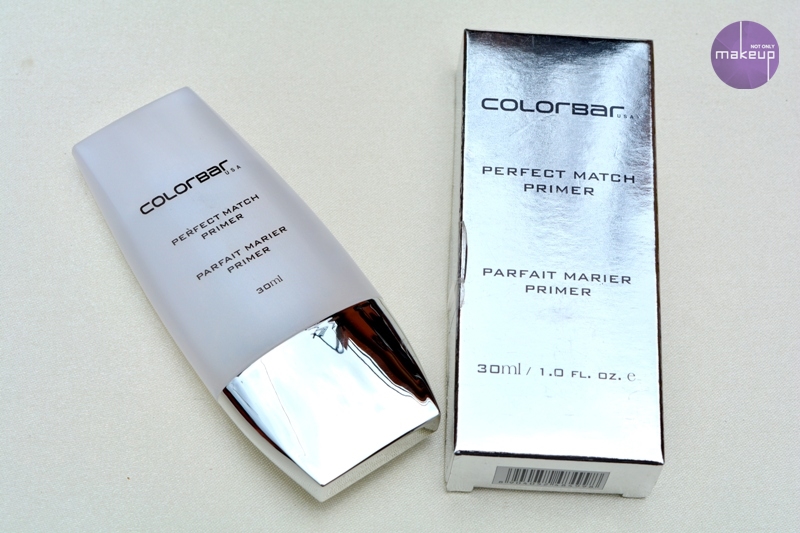 COLORBAR USA
PERFECT MATCH
PRIMER
PARFAIT MARIER
PRIMER
30ml
COLORBAR USA
PERFECT MATCH
PRIMER
PARFAIT MARIER
PRIMER
30ml / 1.0 FL. OZ. ℮
NOT ONLY
makeup